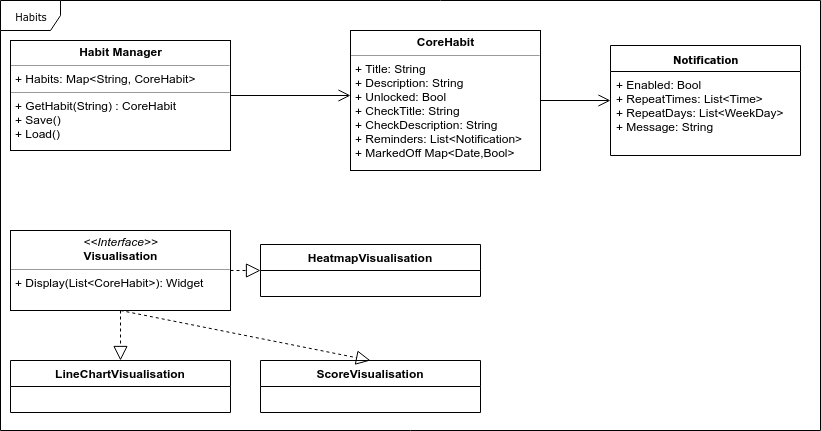 Habits
Habit Manager
+ Habits: Map<String, CoreHabit>
+ GetHabit(String) : CoreHabit
+ Save()
+ Load()
CoreHabit
+ Title: String
+ Description: String
+ Unlocked: Bool
+ CheckTitle: String
+ CheckDescription: String
+ Reminders: List<Notification>
+ MarkedOff Map<Date,Bool>
Notification
+ Enabled: Bool
+ RepeatTimes: List<Time>
+ RepeatDays: List<WeekDay>
+ Message: String
<<Interface>>
Visualisation
+ Display(List<CoreHabit>): Widget
HeatmapVisualisation
LineChartVisualisation
ScoreVisualisation